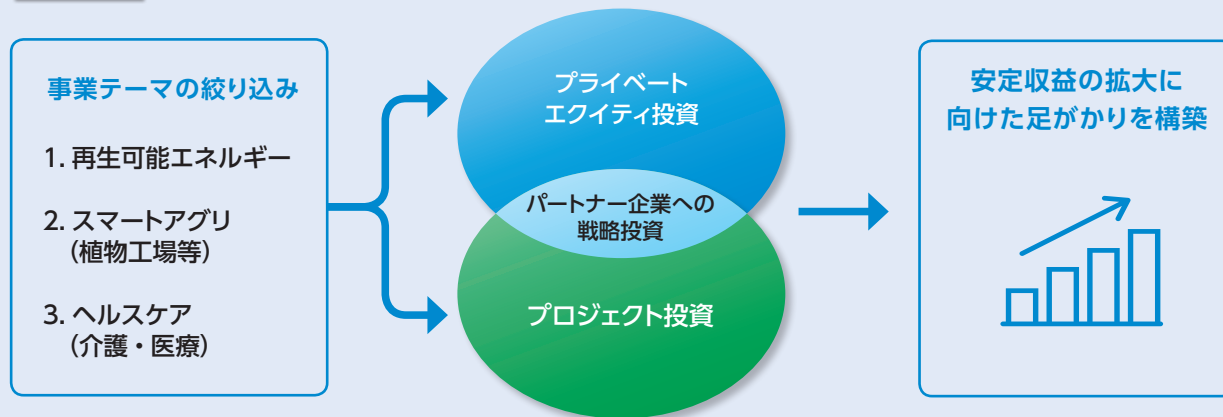 事業テーマの絞り込み
1. 再生可能エネルギー
2. スマートアグリ
(植物工場等)
3. ヘルスケア
(介護・医療)
プライベート
エクイティ投資
パートナー企業への
戦略投資
プロジェクト投資
安定収益の拡大に
向けた足がかりを構築